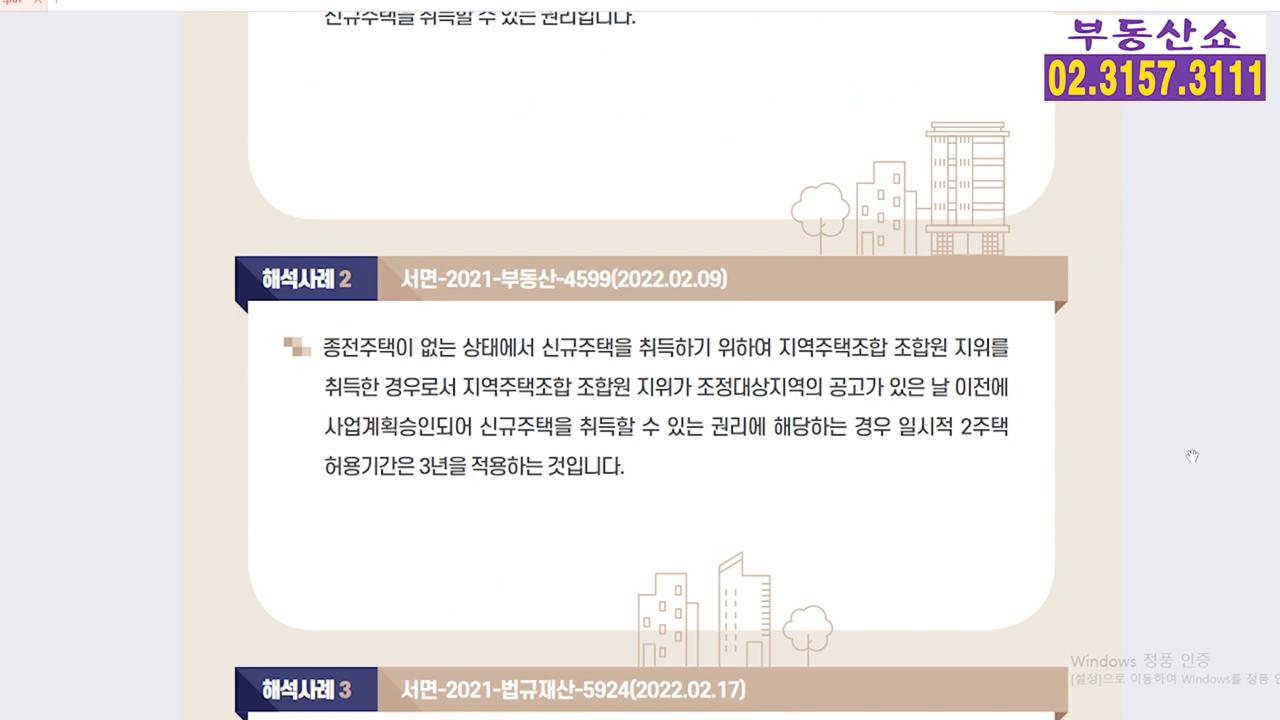 .pdf
신규주택을 취득할 수 있는 권리입니다.
부동산쇼
02.3157.3111
해석사례 2 서면-2021-부동산-4599(2022.02.09)
종전주택이 없는 상태에서 신규주택을 취득하기 위하여 지역주택조합 조합원 지위를
취득한 경우로서 지역주택조합 조합원 지위가 조정대상지역의 공고가 있은 날 이전에
사업계획승인되어 신규주택을 취득할 수 있는 권리에 해당하는 경우 일시적 2주택
허용기간은 3년을 적용하는 것입니다.
Windows 정품 인증
[설정]으로 이동하여 Windows를 정품 인
해석사례 3 서면-2021-법규재산-5924(2022.02.17)